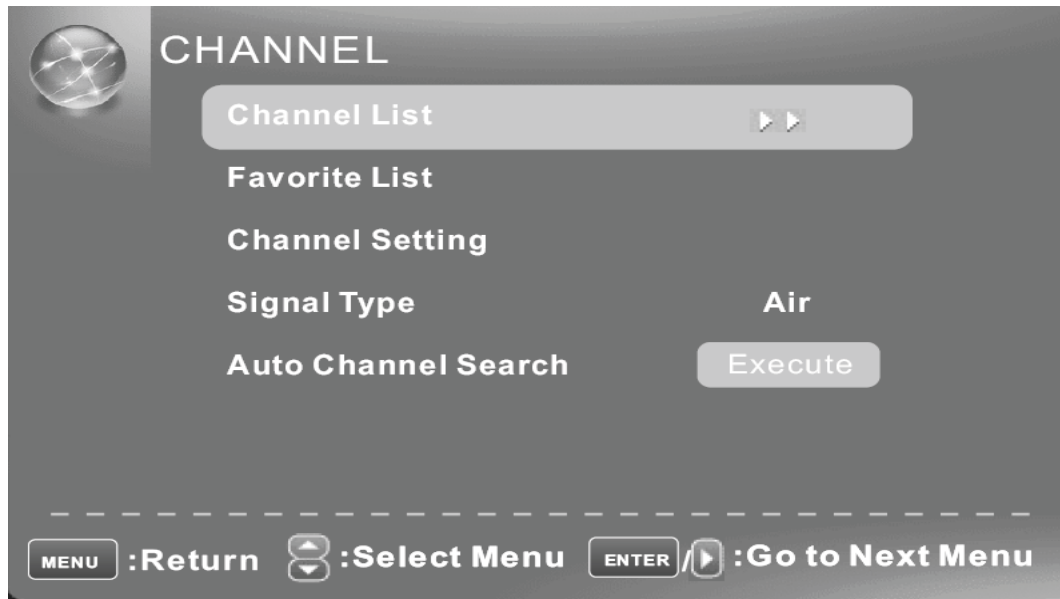 CHANNEL
Channel List
Favorite List
Channel Setting
Signal Type Air
Auto Channel Search Execute
MENU :Return :Select Menu ENTER / :Go to Next Menu